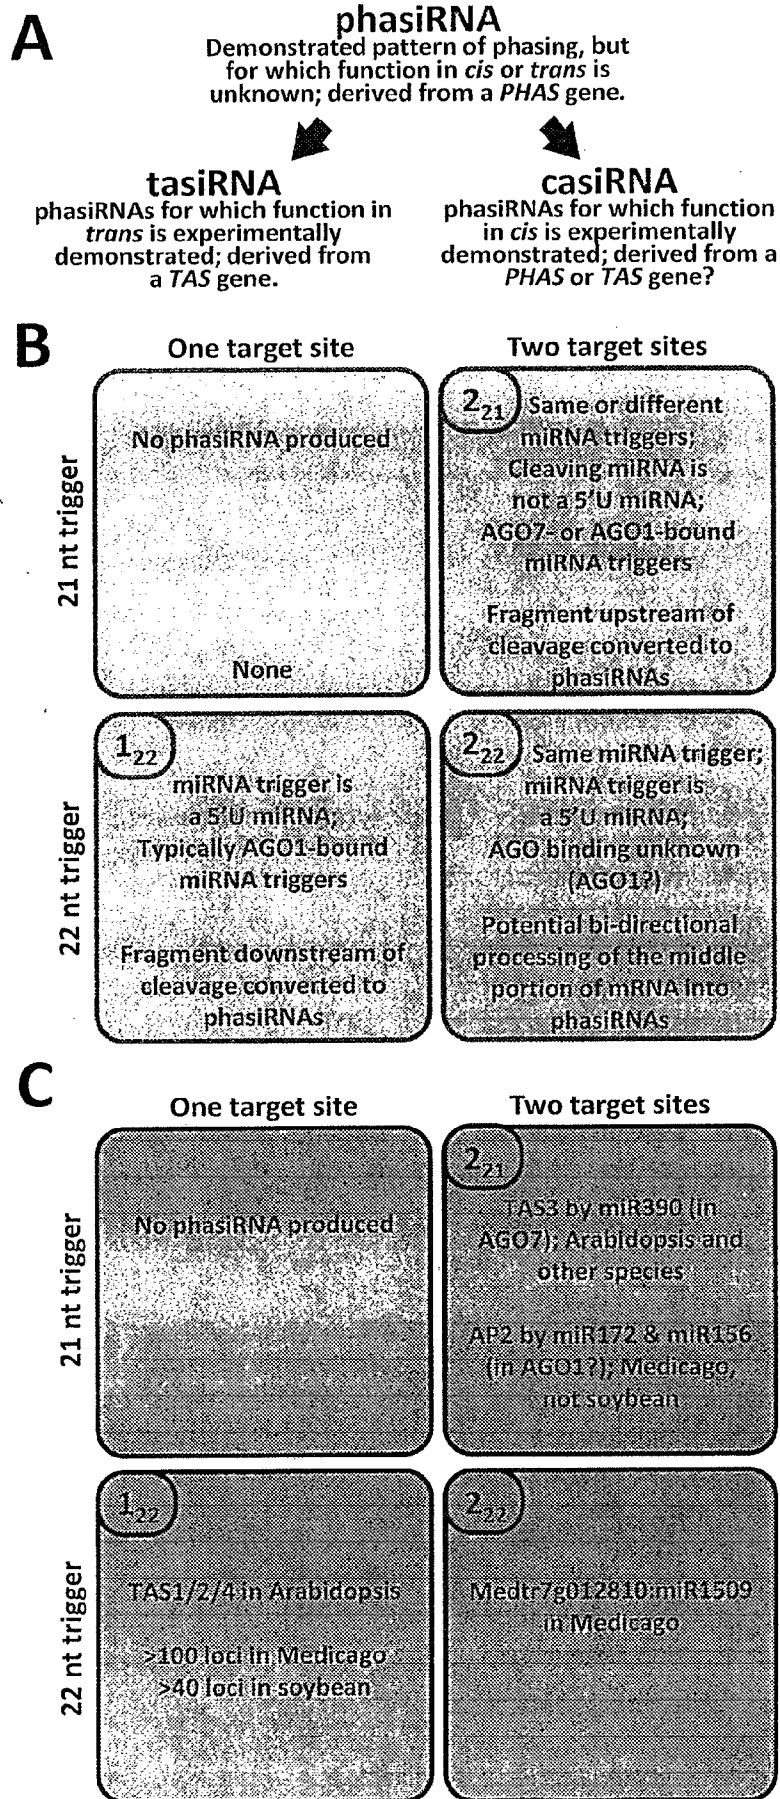 A
phasiRNA
Demonstrated pattern of phasing, but
for which function in cis or trans is
unknown; derived from a PHAS gene.
tasiRNA
phasiRNAs for which function in
trans is experimentally
demonstrated; derived from
a TAS gene.
casiRNA
phasiRNAs for which function
in cis is experimentally
demonstrated; derived from a
PHAS or TAS gene?
B
One target site
Two target sites
21 nt trigger
No phasiRNA produced
None
2₂₁
Same or different
miRNA triggers;
Cleaving miRNA is
not a 5'U miRNA;
AGO7- or AGO1-bound
miRNA triggers
Fragment upstream of
cleavage converted to
phasiRNAs
22 nt trigger
1₂₂
miRNA trigger is
a 5'U miRNA;
Typically AGO1-bound
miRNA triggers
Fragment downstream of
cleavage converted to
phasiRNAs
2₂₂
Same miRNA trigger;
miRNA trigger is
a 5'U miRNA;
AGO binding unknown
(AGO1?)
Potential bi-directional
processing of the middle
portion of mRNA into
phasiRNAs
C
One target site
Two target sites
21 nt trigger
No phasiRNA produced
2₂₁
TAS3 by miR390 (in
AGO7); Arabidopsis and
other species
AP2 by miR172 & miR156
(in AGO1?); Medicago,
not soybean
22 nt trigger
1₂₂
TAS1/2/4 in Arabidopsis
>100 loci in Medicago
>40 loci in soybean
2₂₂
Medtr7g012810:miR1509
in Medicago